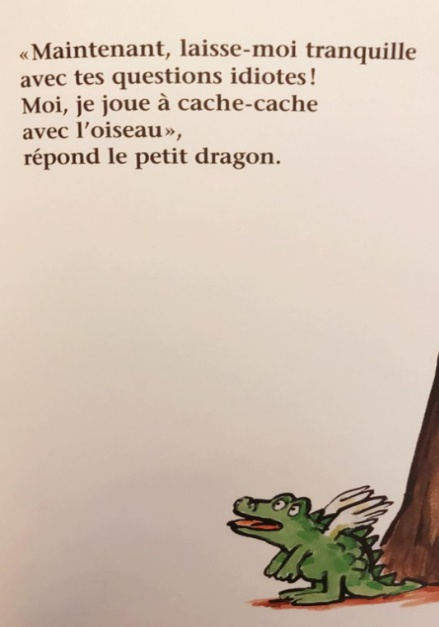 «Maintenant, laisse-moi tranquille
avec tes questions idiotes!
Moi, je joue à cache-cache
avec l'oiseau»,
répond le petit dragon.